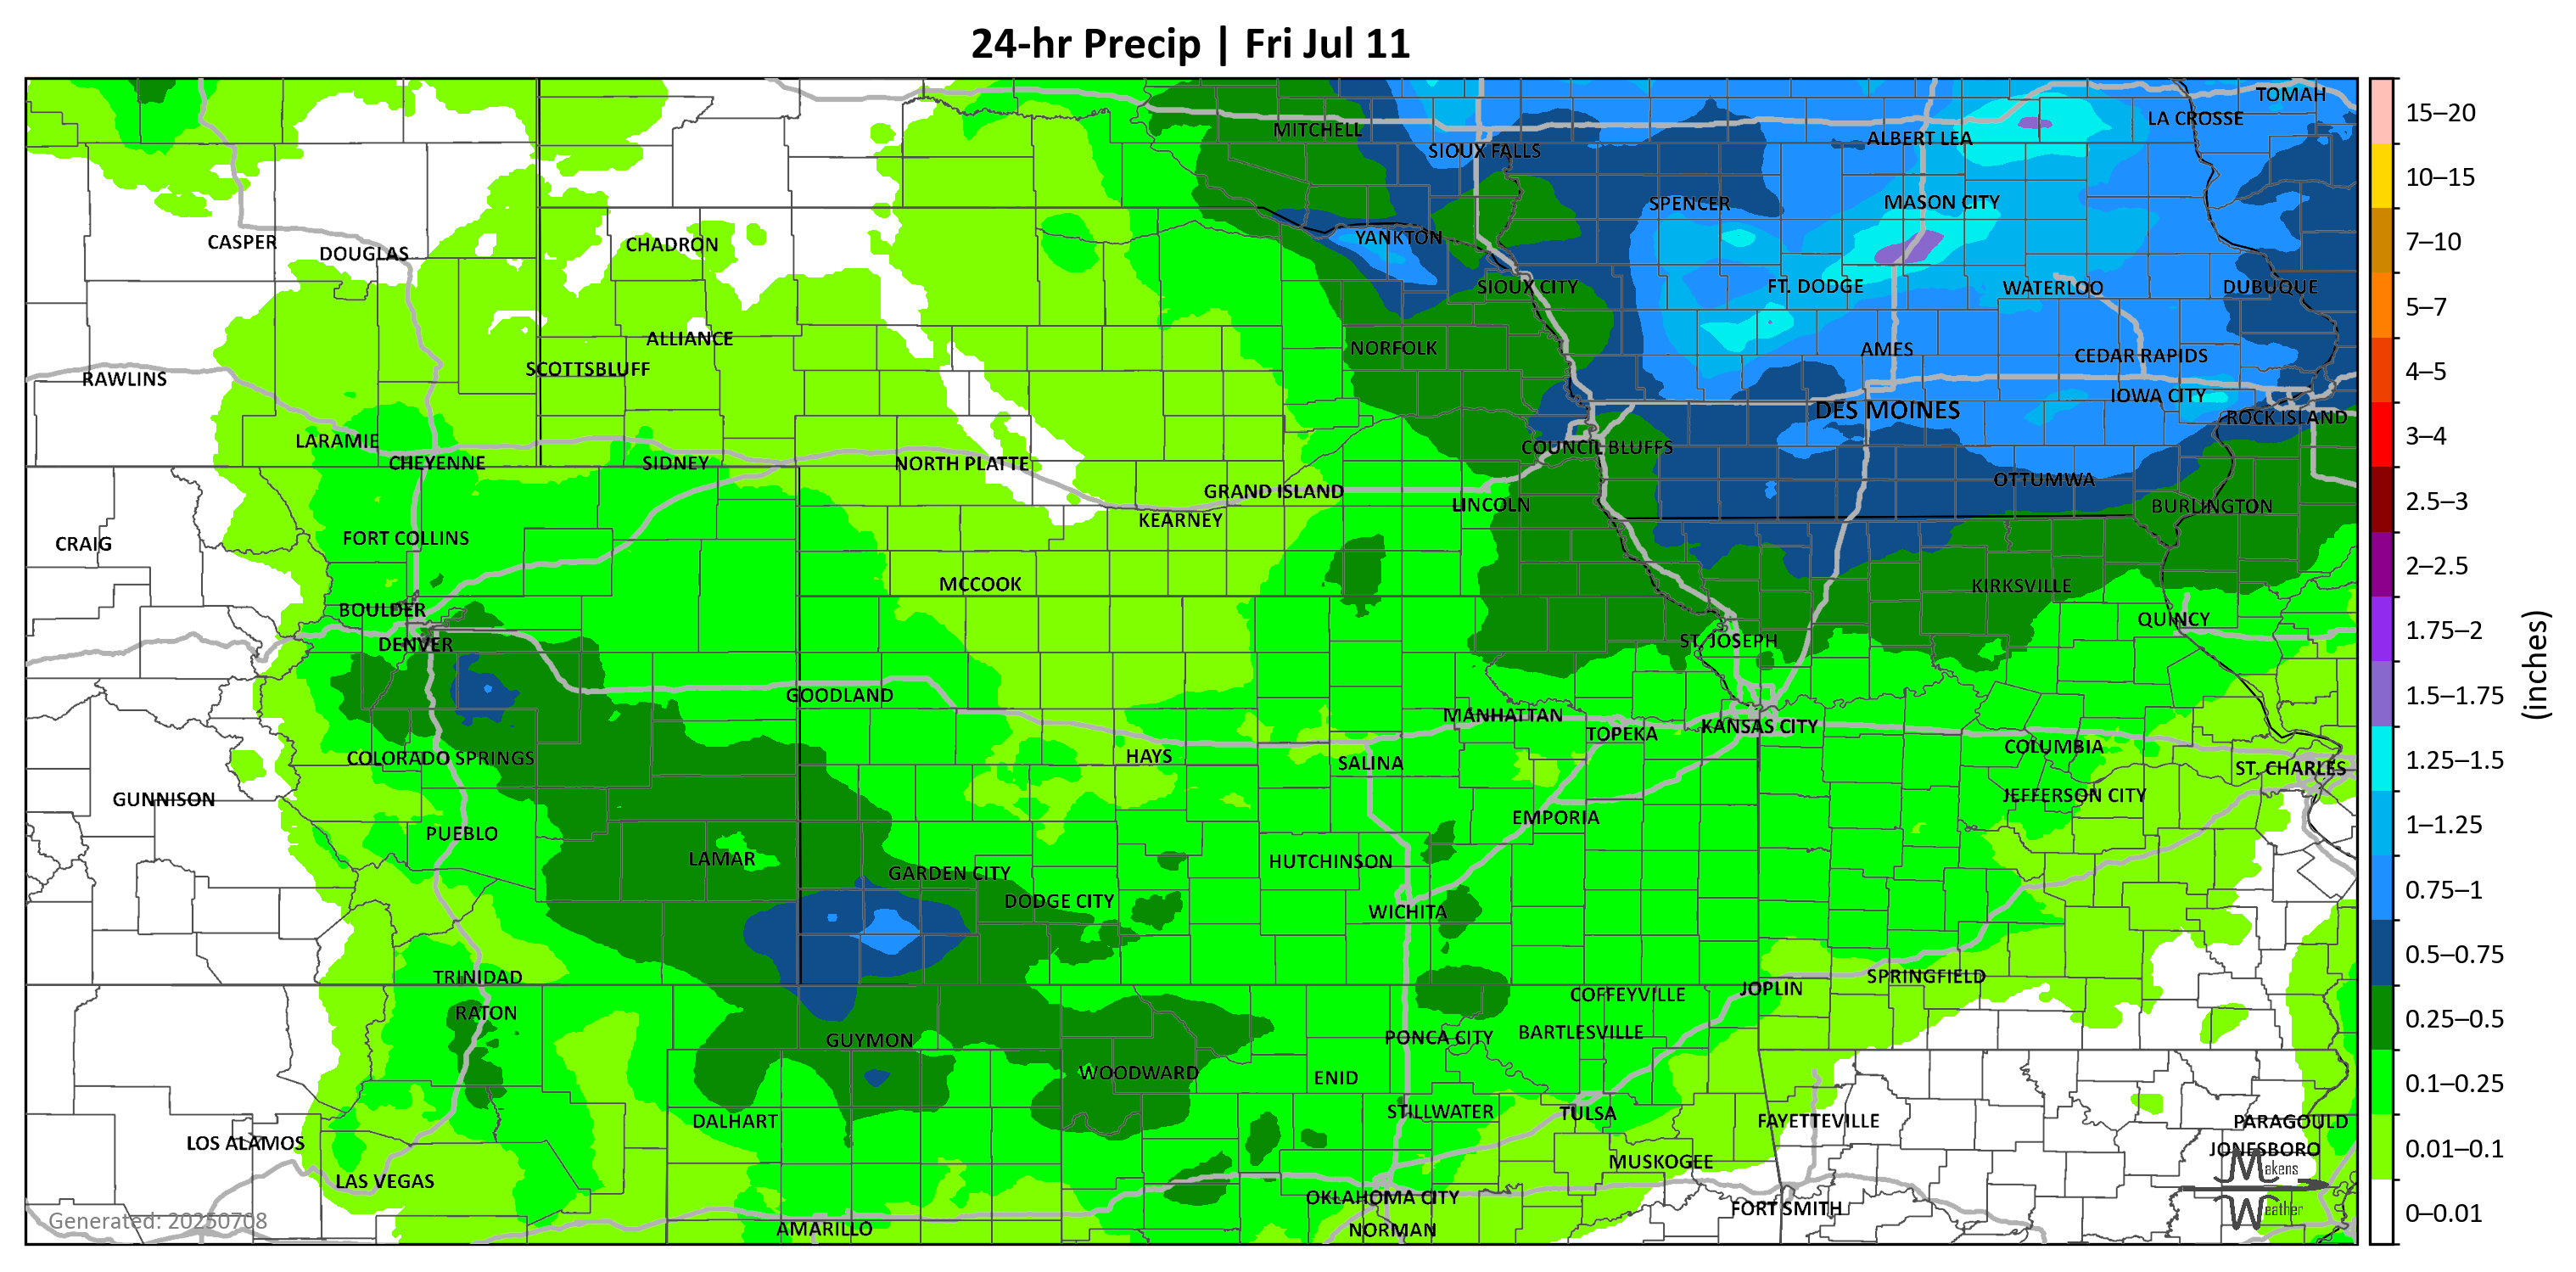 24-hr Precip | Fri Jul 11
TOMAH
LA CROSSE
MITCHELL
ALBERT LEA
SIOUX FALLS
SPENCER
MASON CITY
CASPER
DOUGLAS
CHADRON
YANKTON
SIOUX CITY
FT. DODGE
WATERLOO
DUBUQUE
ALLIANCE
NORFOLK
AMES
CEDAR RAPIDS
SCOTTSBLUFF
RAWLINS
IOWA CITY
DES MOINES
ROCK ISLAND
LARAMIE
COUNCIL BLUFFS
CHEYENNE
SIDNEY
NORTH PLATTE
OTTUMWA
GRAND ISLAND
LINCOLN
BURLINGTON
KEARNEY
FORT COLLINS
CRAIG
MCCOOK
KIRKSVILLE
BOULDER
QUINCY
DENVER
ST. JOSEPH
GOODLAND
MANHATTAN
KANSAS CITY
TOPEKA
COLUMBIA
HAYS
COLORADO SPRINGS
SALINA
ST. CHARLES
GUNNISON
JEFFERSON CITY
EMPORIA
PUEBLO
LAMAR
HUTCHINSON
GARDEN CITY
DODGE CITY
WICHITA
TRINIDAD
SPRINGFIELD
JOPLIN
COFFEYVILLE
RATON
BARTLESVILLE
PONCA CITY
GUYMON
WOODWARD
ENID
STILLWATER
TULSA
DALHART
FAYETTEVILLE
PARAGOULD
LOS ALAMOS
JONESBORO
MUSKOGEE
LAS VEGAS
OKLAHOMA CITY
FORT SMITH
AMARILLO
NORMAN
Generated: 20250708
Makens
Weather
15–20
10–15
7–10
5–7
4–5
3–4
2.5–3
2–2.5
1.75–2
1.5–1.75
1.25–1.5
1–1.25
0.75–1
0.5–0.75
0.25–0.5
0.1–0.25
0.01–0.1
0–0.01
(inches)